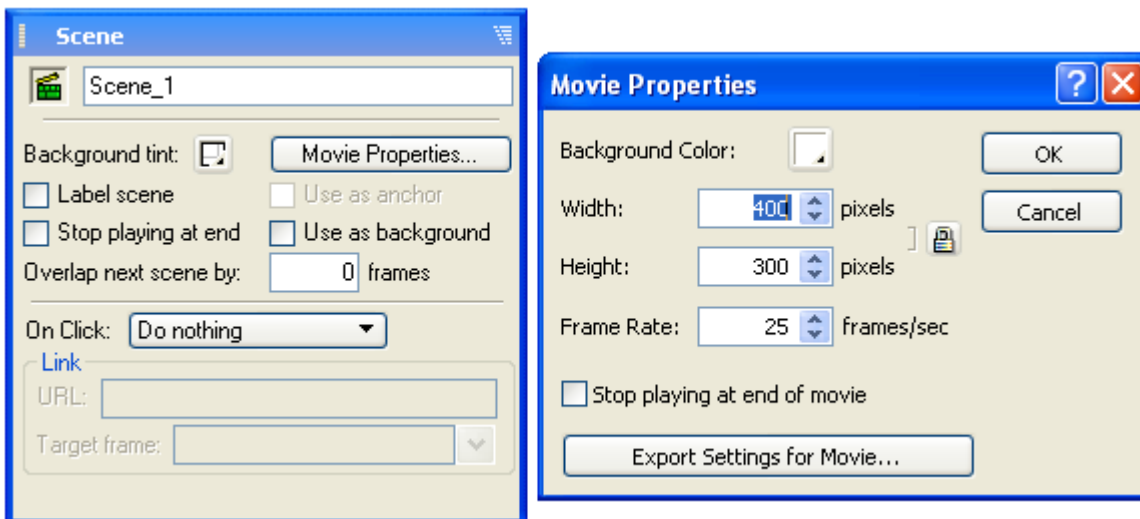 Scene
Scene_1
Background tint:
Movie Properties...
Label scene
Use as anchor
Stop playing at end
Use as background
Overlap next scene by: 0 frames
On Click: Do nothing
Link
URL:
Target frame:
Movie Properties
Background Color:
OK
Width: 400 pixels
Cancel
Height: 300 pixels
Frame Rate: 25 frames/sec
Stop playing at end of movie
Export Settings for Movie...